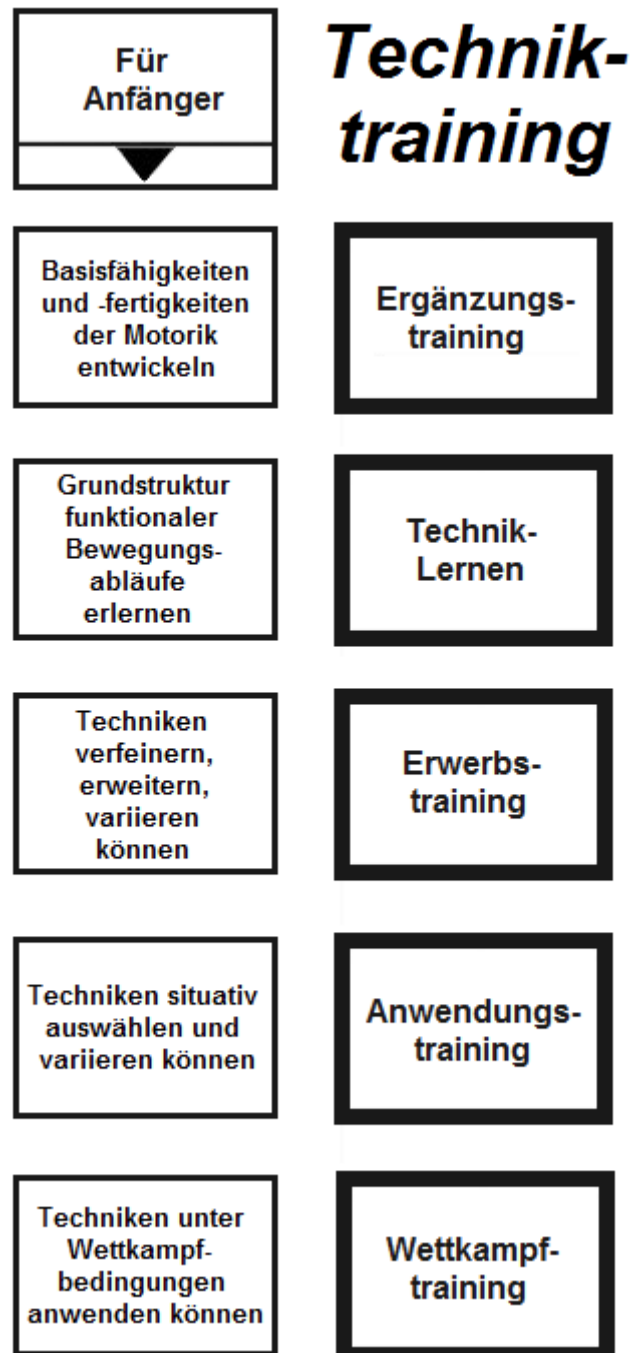 Für
Anfänger
Technik-
training
Basisfähigkeiten
und -fertigkeiten
der Motorik
entwickeln
Ergänzungs-
training
Grundstruktur
funktionaler
Bewegungs-
abläufe
erlernen
Technik-
Lernen
Techniken
verfeinern,
erweitern,
variieren
können
Erwerbs-
training
Techniken situativ
auswählen und
variieren können
Anwendungs-
training
Techniken unter
Wettkampf-
bedingungen
anwenden können
Wettkampf-
training